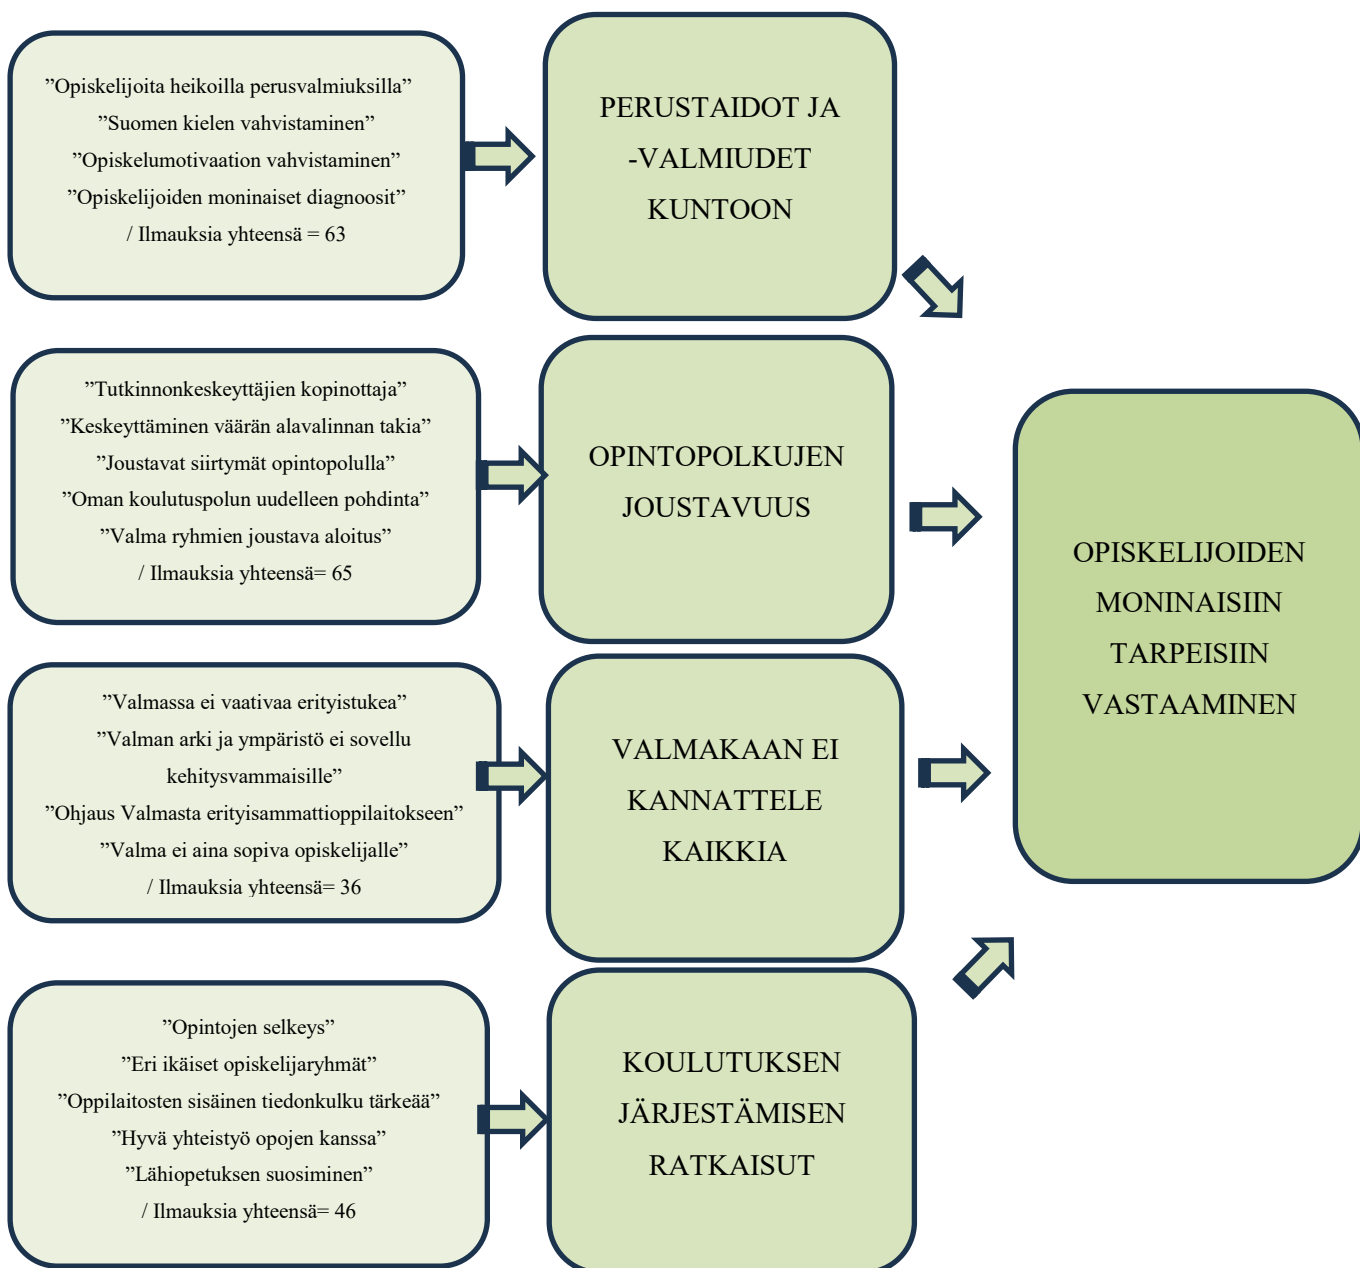 ”Opiskelijoita heikoilla perusvalmiuksilla”
”Suomen kielen vahvistaminen”
”Opiskelumotivaation vahvistaminen”
”Opiskelijoiden moninaiset diagnoosit”
/ Ilmauksia yhteensä = 63
PERUSTAIDOT JA
-VALMIUDET
KUNTOON
”Tutkinnonkeskeyttäjien kopinottaja”
”Keskeyttäminen väärän alavalinnan takia”
”Joustavat siirtymät opintopolulla”
”Oman koulutuspolun uudelleen pohdinta”
”Valma ryhmien joustava aloitus”
/ Ilmauksia yhteensä= 65
OPINTOPOLKUJEN
JOUSTAVUUS
”Valmassa ei vaativaa erityistukea”
”Valman arki ja ympäristö ei sovellu
kehitysvammaisille”
”Ohjaus Valmasta erityisammattioppilaitokseen”
”Valma ei aina sopiva opiskelijalle”
/ Ilmauksia yhteensä= 36
VALMAKAAN EI
KANNATTELE
KAIKKIA
”Opintojen selkeys”
”Eri ikäiset opiskelijaryhmät”
”Oppilaitosten sisäinen tiedonkulku tärkeää”
”Hyvä yhteistyö opojen kanssa”
”Lähiopetuksen suosiminen”
/ Ilmauksia yhteensä= 46
KOULUTUKSEN
JÄRJESTÄMISEN
RATKAISUT
OPISKELIJOIDEN
MONINAISIIN
TARPEISIIN
VASTAAMINEN